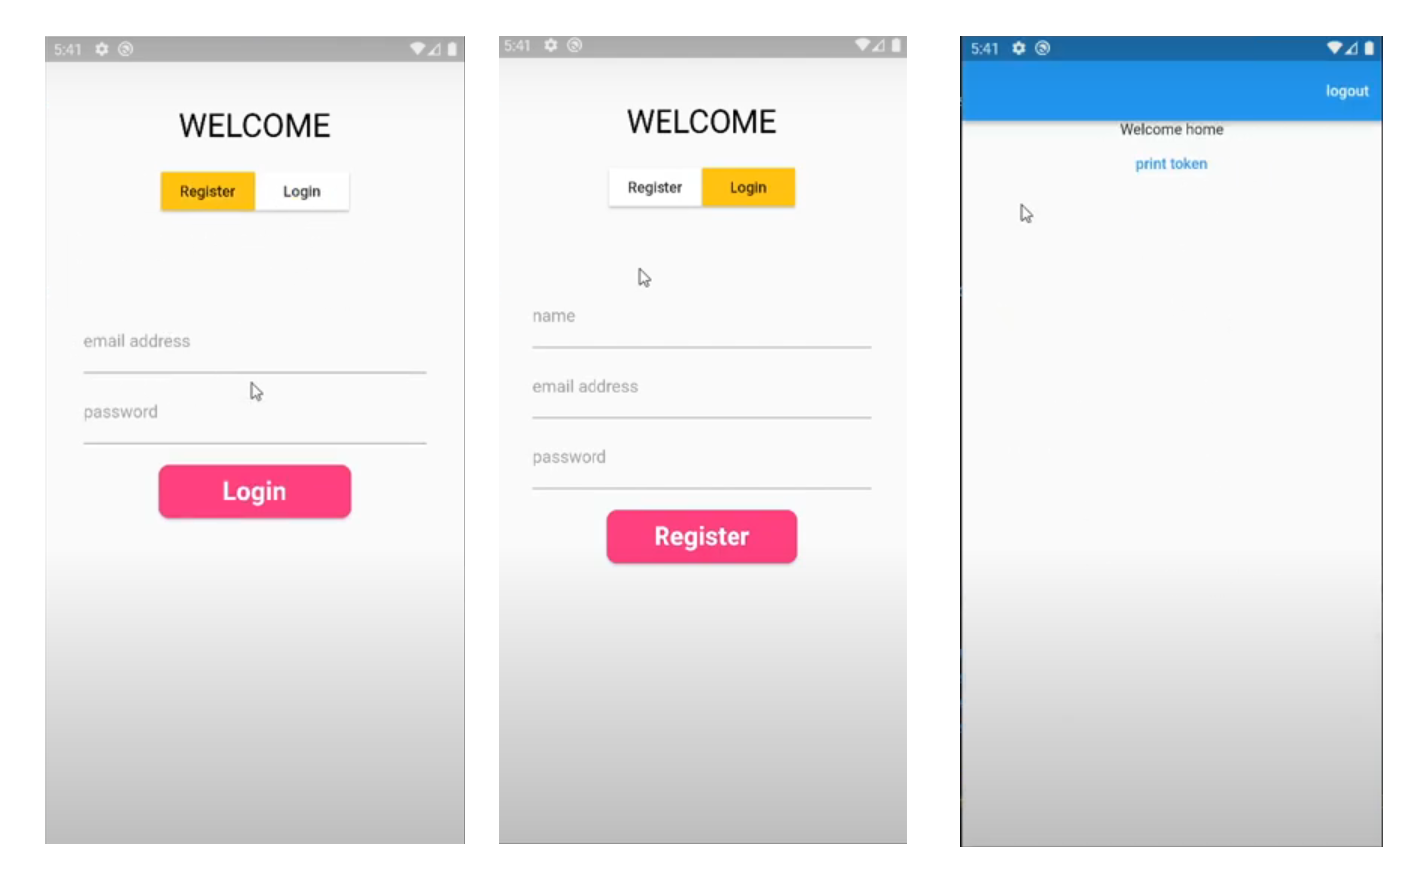 5:41
WELCOME
Register Login
email address
password
Login
5:41
WELCOME
Register Login
name
email address
password
Register
5:41
logout
Welcome home
print token